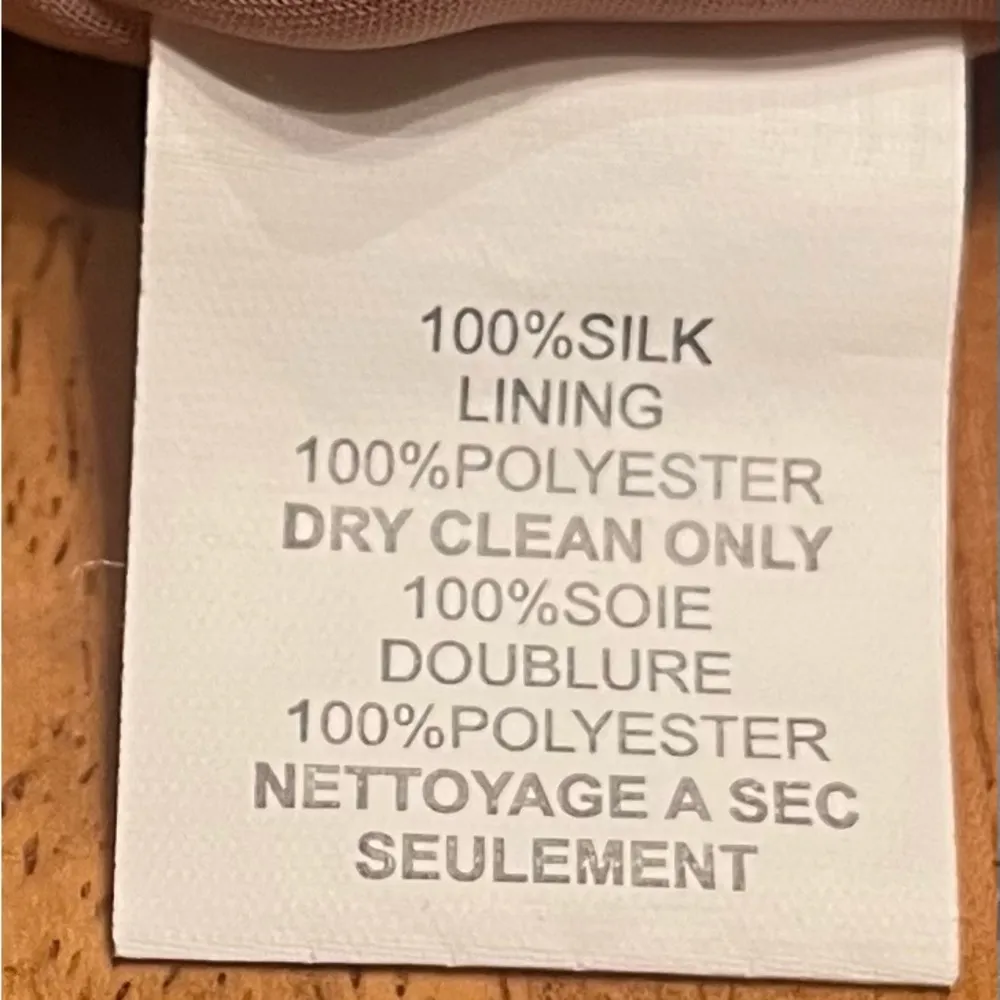 100%SILK
LINING
100%POLYESTER
DRY CLEAN ONLY
100%SOIE
DOUBLURE
100%POLYESTER
NETTOYAGE A SEC
SEULEMENT